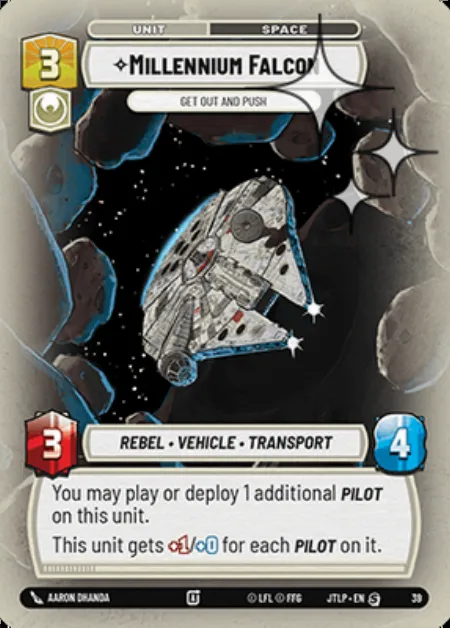 UNIT
SPACE
3
MILLENNIUM FALCON
GET OUT AND PUSH
3
REBEL • VEHICLE • TRANSPORT
4
You may play or deploy 1 additional PILOT
on this unit.
This unit gets +1/+0 for each PILOT on it.
AARON DHANDA
© LFL © FFG
JTLP • EN
39